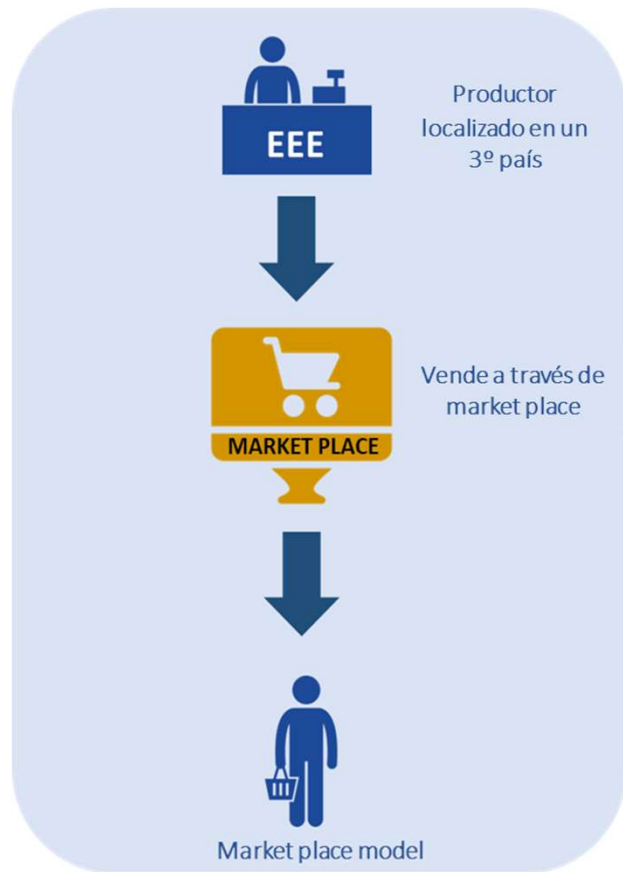 EEE
Productor
localizado en un
3º país
MARKET PLACE
Vende a través de
market place
Market place model